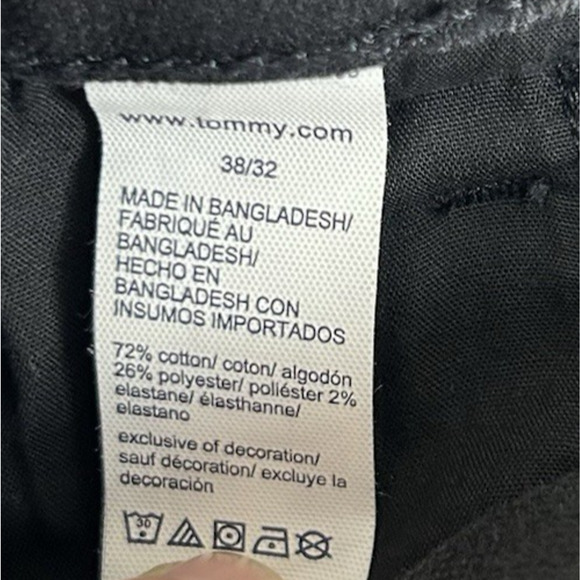 www.tommy.com
38/32
MADE IN BANGLADESH/
FABRIQUÉ AU
BANGLADESH/
HECHO EN
BANGLADESH CON
INSUMOS IMPORTADOS
72% cotton/ coton/ algodón
26% polyester/ poliéster 2%
elastane/ élasthanne/
elastano
exclusive of decoration/
sauf décoration/ excluye la
decoración
30